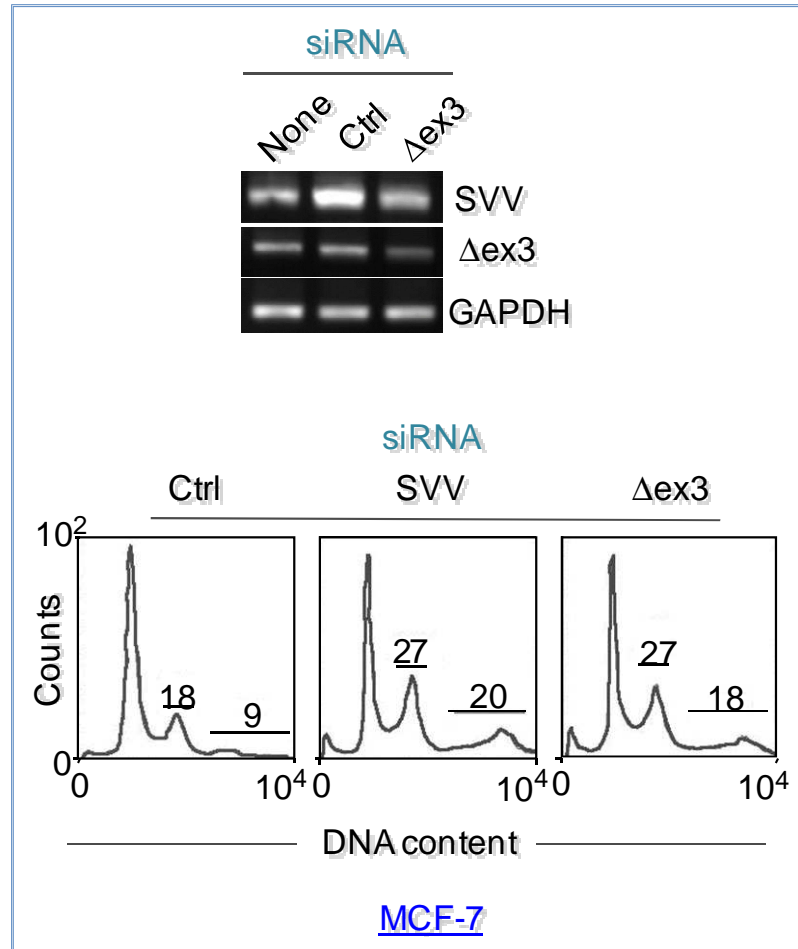 siRNA
None Ctrl Δex3
SVV
Δex3
GAPDH
siRNA
Ctrl SVV Δex3
10²
Counts
18 9 27 20 27 18
0
0 10⁴ 0 10⁴ 0 10⁴
DNA content
MCF-7